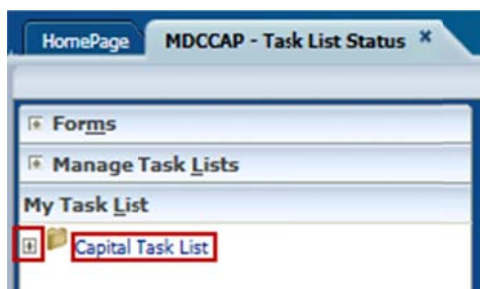 HomePage MDCCAP - Task List Status ×
Forms
Manage Task Lists
My Task List
Capital Task List